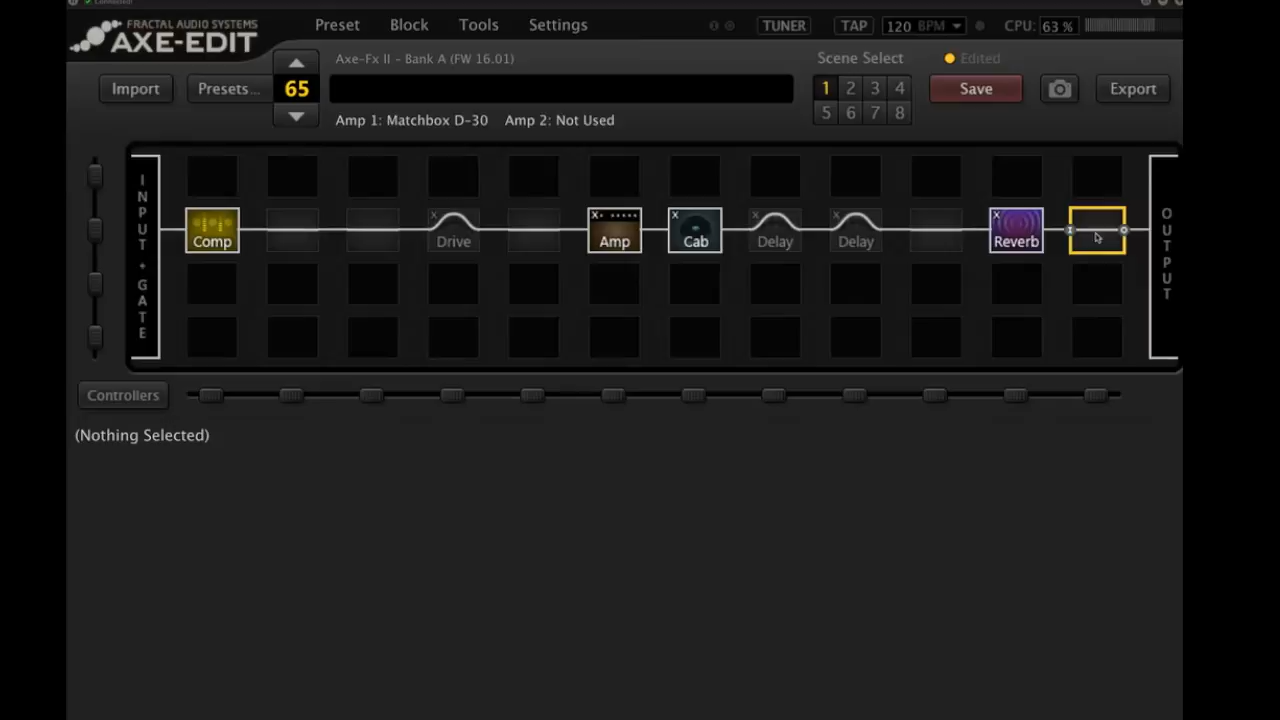 Connected
FRACTAL AUDIO SYSTEMS
AXE-EDIT
Preset Block Tools Settings
TUNER TAP 120 BPM CPU: 63 %
Axe-Fx II - Bank A (FW 16.01)
Scene Select Edited
Import Presets... 65
1 2 3 4
Save Export
5 6 7 8
Amp 1: Matchbox D-30 Amp 2: Not Used
INPUT + GATE
Comp
X Drive
X Amp
X Cab
X Delay
X Delay
X Reverb
OUTPUT
Controllers
(Nothing Selected)